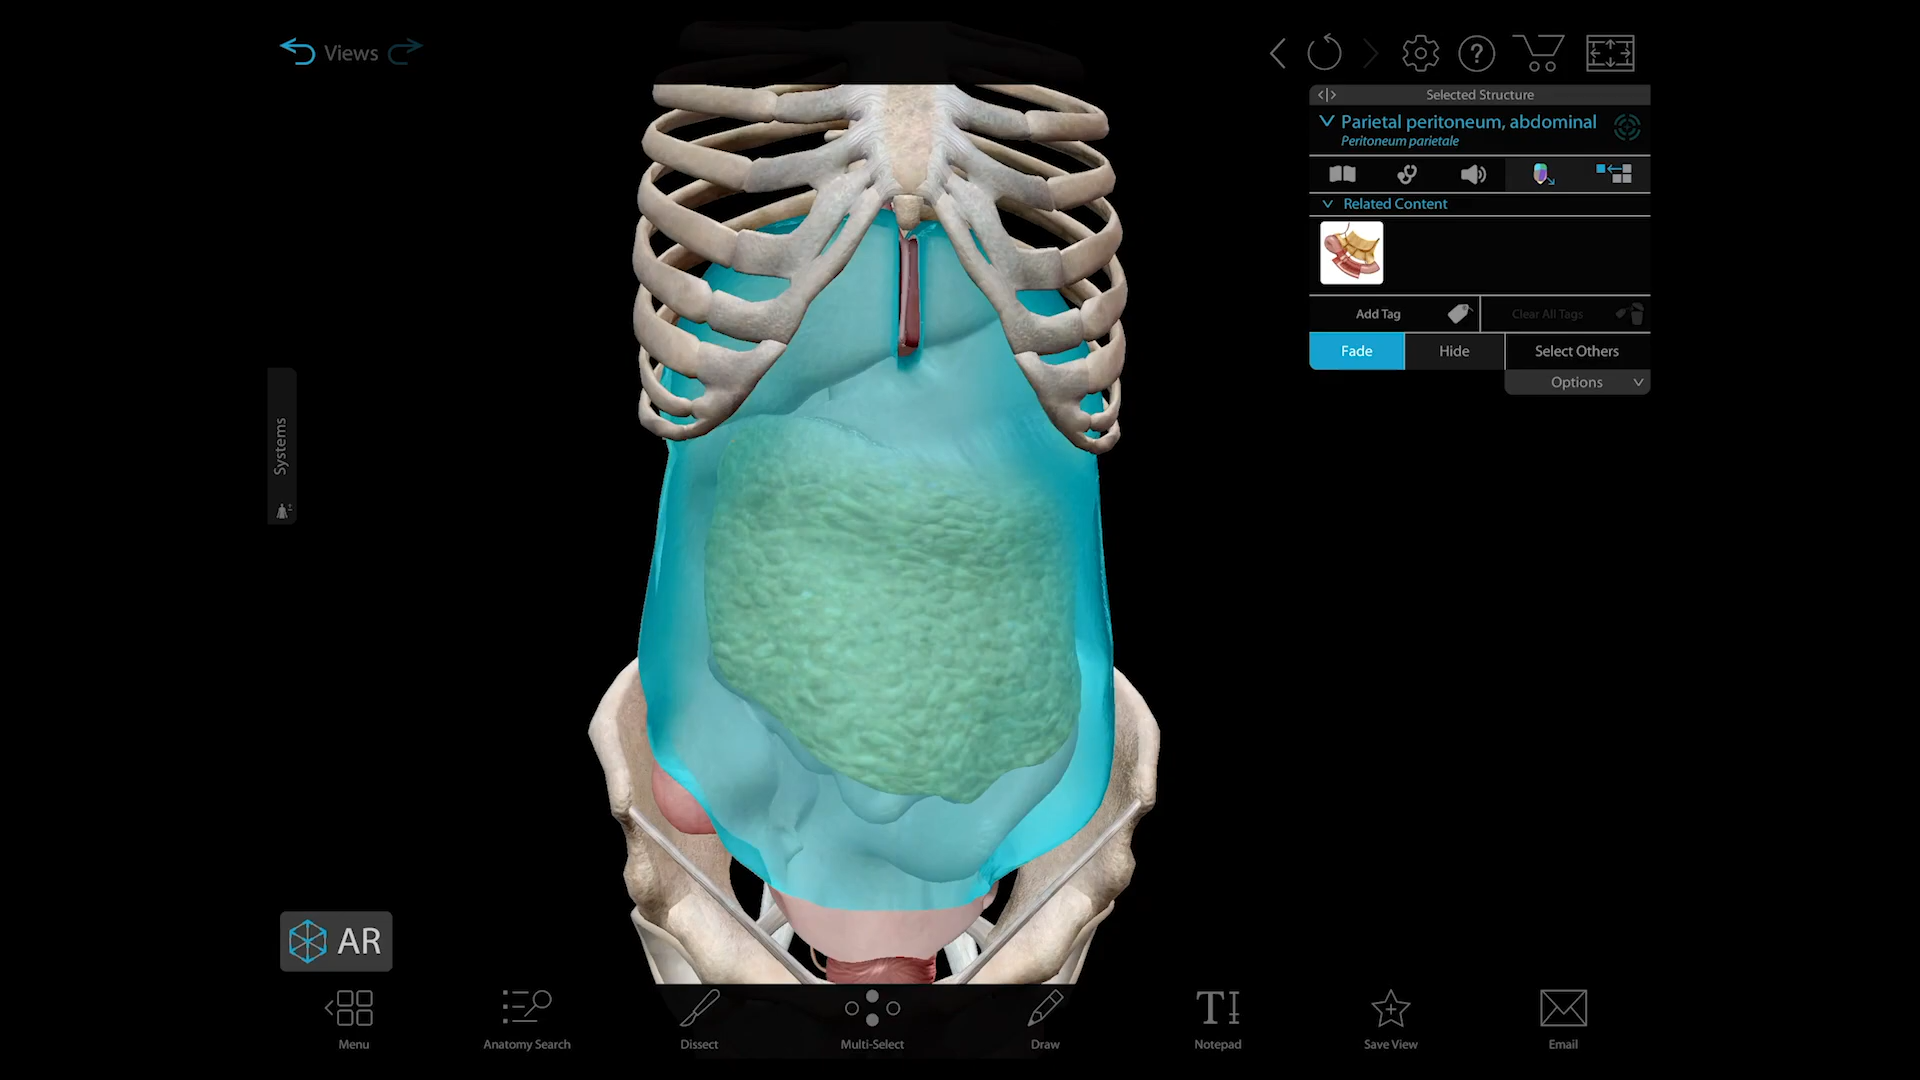 Views
Selected Structure
Parietal peritoneum, abdominal
Peritoneum parietale
Related Content
Add Tag
Clear All Tags
Fade
Hide
Select Others
Options
Systems
AR
Menu
Anatomy Search
Dissect
Multi-Select
Draw
Notepad
Save View
Email